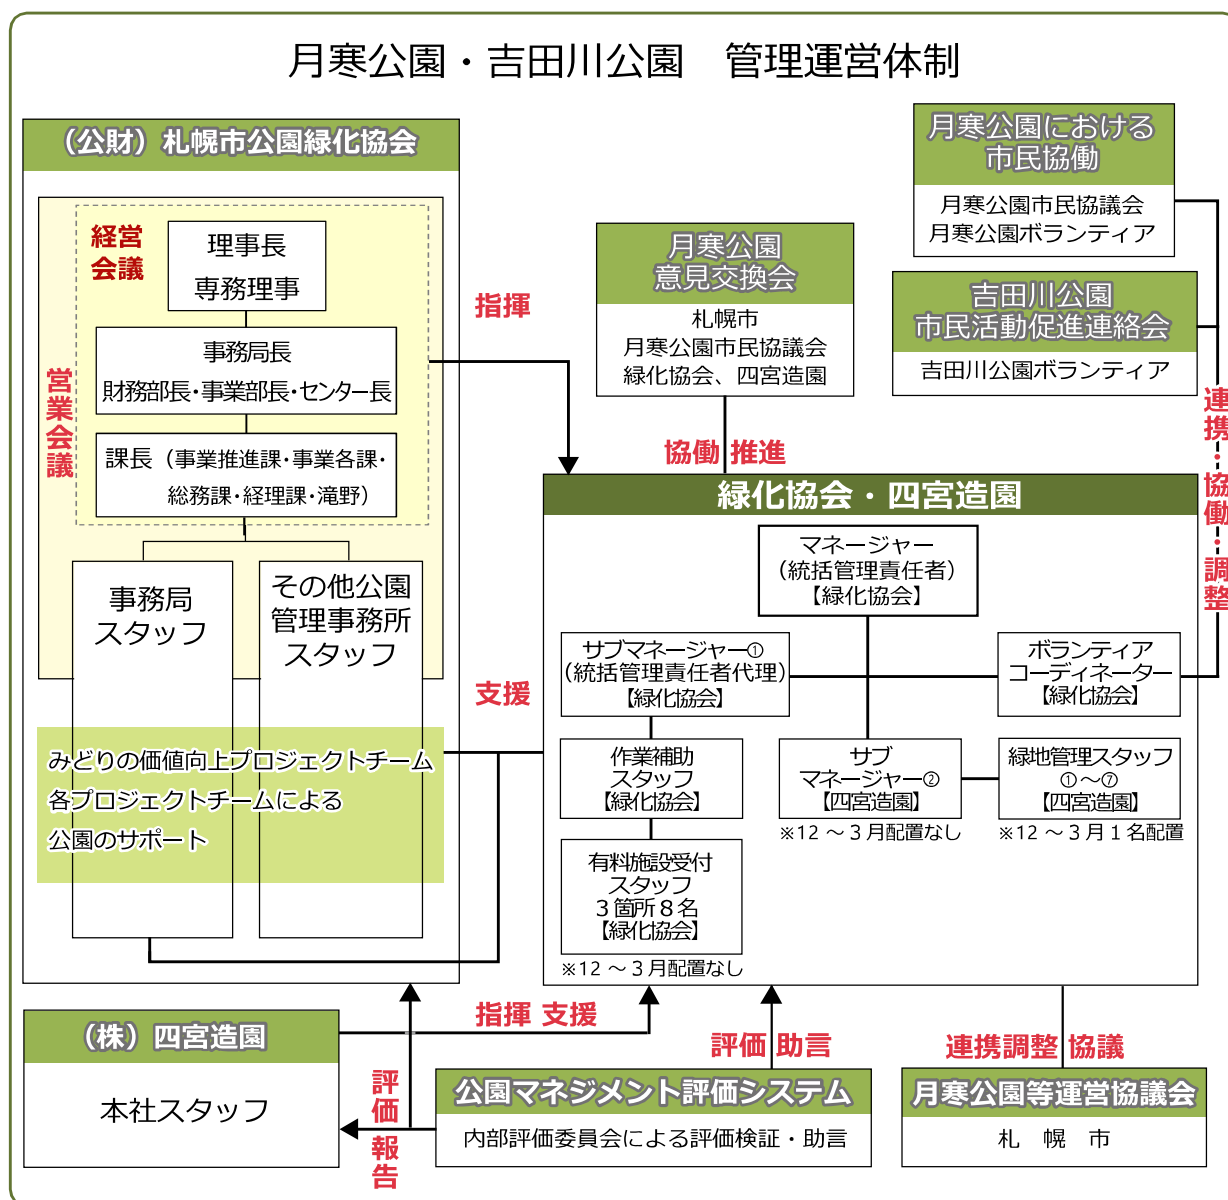 月寒公園・吉田川公園　管理運営体制
（公財）札幌市公園緑化協会
経営
会議
理事長
専務理事
事務局長
財務部長・事業部長・センター長
課長（事業推進課・事業各課・
総務課・経理課・滝野）
営業会議
事務局
スタッフ
その他公園
管理事務所
スタッフ
みどりの価値向上プロジェクトチーム
各プロジェクトチームによる
公園のサポート
指揮
支援
月寒公園
意見交換会
札幌市
月寒公園市民協議会
緑化協会、四宮造園
協働 推進
月寒公園における
市民協働
月寒公園市民協議会
月寒公園ボランティア
吉田川公園
市民活動促進連絡会
吉田川公園ボランティア
連携・協働・調整
緑化協会・四宮造園
マネージャー
（統括管理責任者）
【緑化協会】
サブマネージャー①
（統括管理責任者代理）
【緑化協会】
ボランティア
コーディネーター
【緑化協会】
作業補助
スタッフ
【緑化協会】
サブ
マネージャー②
【四宮造園】
※12 ～ 3 月配置なし
緑地管理スタッフ
①～⑦
【四宮造園】
※12 ～ 3 月 1 名配置
有料施設受付
スタッフ
3 箇所 8 名
【緑化協会】
※12 ～ 3 月配置なし
（株）四宮造園
本社スタッフ
指揮 支援
評価
報告
評価 助言
公園マネジメント評価システム
内部評価委員会による評価検証・助言
連携調整 協議
月寒公園等運営協議会
札　幌　市